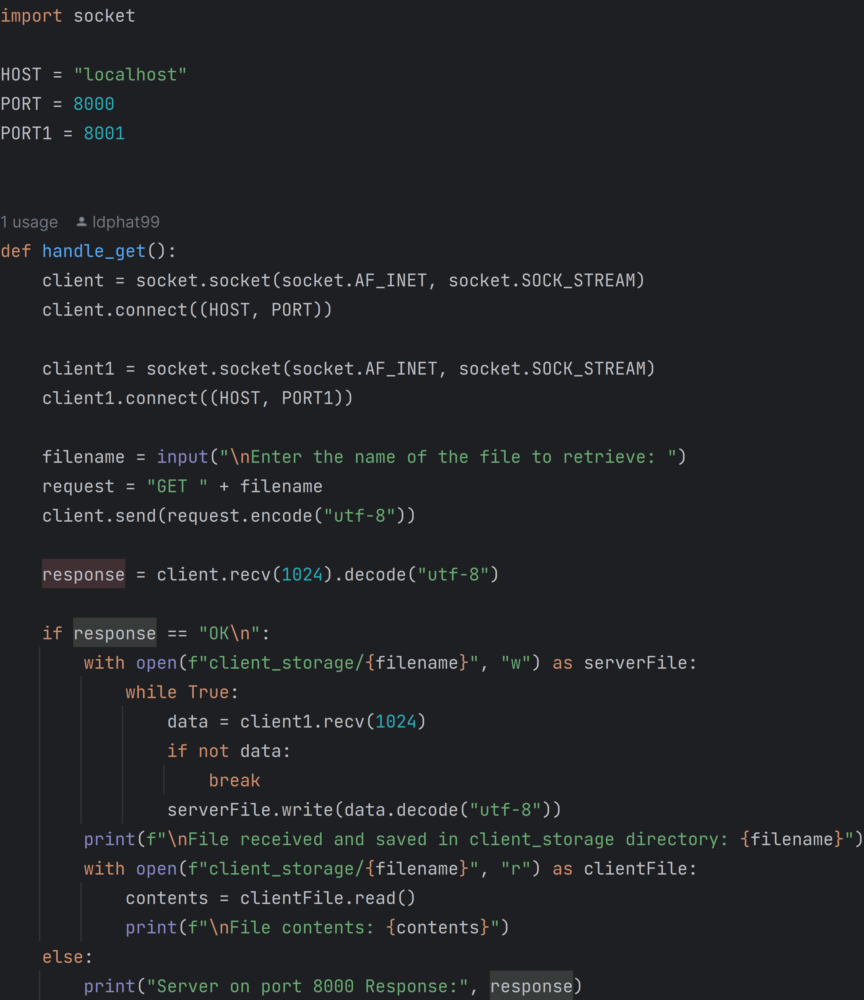 import socket
HOST = "localhost"
PORT = 8000
PORT1 = 8001
1 usage ldphat99
def handle_get():
    client = socket.socket(socket.AF_INET, socket.SOCK_STREAM)
    client.connect((HOST, PORT))
    client1 = socket.socket(socket.AF_INET, socket.SOCK_STREAM)
    client1.connect((HOST, PORT1))
    filename = input("\nEnter the name of the file to retrieve: ")
    request = "GET " + filename
    client.send(request.encode("utf-8"))
    response = client.recv(1024).decode("utf-8")
    if response == "OK\n":
        with open(f"client_storage/{filename}", "w") as serverFile:
            while True:
                data = client1.recv(1024)
                if not data:
                    break
                serverFile.write(data.decode("utf-8"))
        print(f"\nFile received and saved in client_storage directory: {filename}")
        with open(f"client_storage/{filename}", "r") as clientFile:
            contents = clientFile.read()
            print(f"\nFile contents: {contents}")
    else:
        print("Server on port 8000 Response:", response)